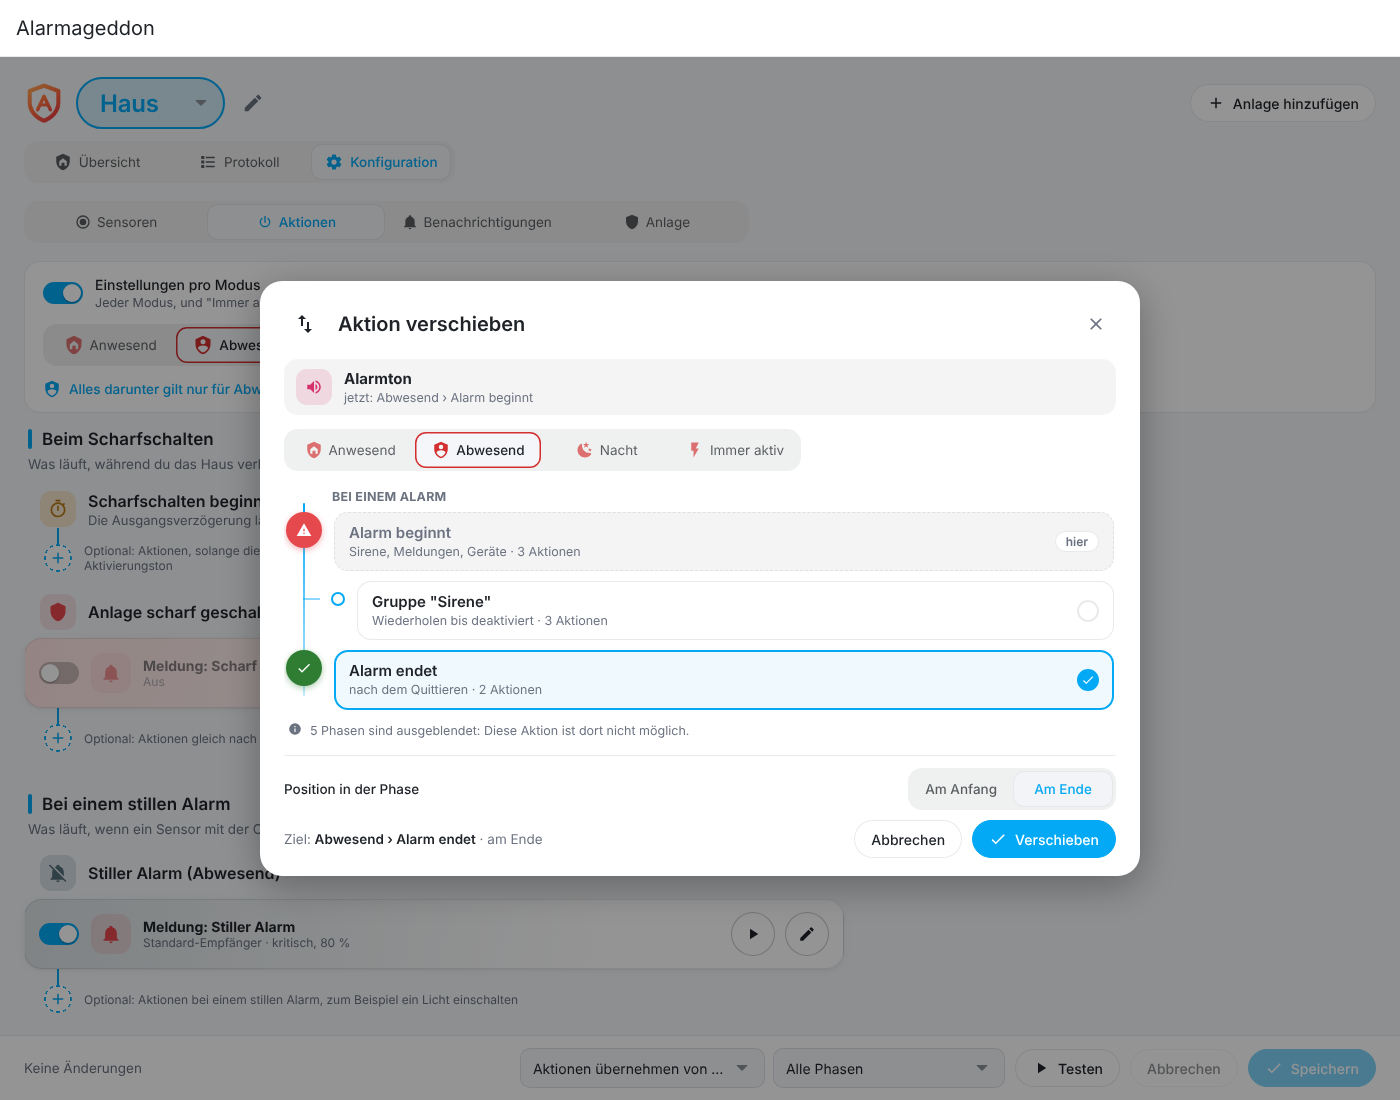 Alarmageddon
Haus
Anlage hinzufügen
Übersicht
Protokoll
Konfiguration
Sensoren
Aktionen
Benachrichtigungen
Anlage
Einstellungen pro Modus
Jeder Modus, und "Immer a
Anwesend
Abwes
Alles darunter gilt nur für Abw
Beim Scharfschalten
Was läuft, während du das Haus verl
Scharfschalten beginn
Die Ausgangsverzögerung lä
Optional: Aktionen, solange die
Aktivierungston
Anlage scharf geschal
Meldung: Scharf
Aus
Optional: Aktionen gleich nach
Bei einem stillen Alarm
Was läuft, wenn ein Sensor mit der O
Stiller Alarm (Abwesend)
Meldung: Stiller Alarm
Standard-Empfänger · kritisch, 80 %
Optional: Aktionen bei einem stillen Alarm, zum Beispiel ein Licht einschalten
Aktion verschieben
Alarmton
jetzt: Abwesend › Alarm beginnt
Anwesend
Abwesend
Nacht
Immer aktiv
BEI EINEM ALARM
Alarm beginnt
Sirene, Meldungen, Geräte · 3 Aktionen
hier
Gruppe "Sirene"
Wiederholen bis deaktiviert · 3 Aktionen
Alarm endet
nach dem Quittieren · 2 Aktionen
5 Phasen sind ausgeblendet: Diese Aktion ist dort nicht möglich.
Position in der Phase
Am Anfang
Am Ende
Ziel: Abwesend › Alarm endet · am Ende
Abbrechen
Verschieben
Keine Änderungen
Aktionen übernehmen von ...
Alle Phasen
Testen
Abbrechen
Speichern